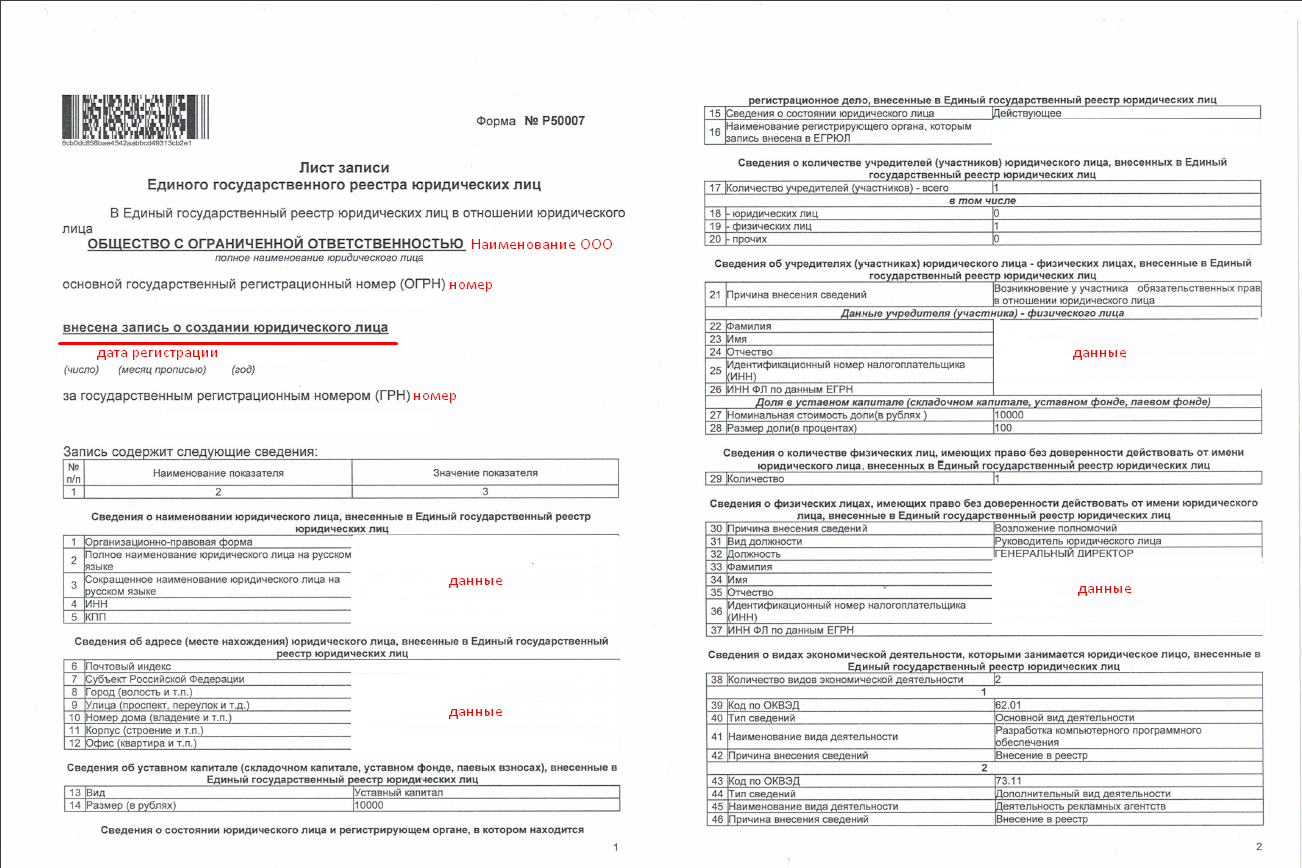 6cb0dc858bae4542aabbcd49313cb2e1
Форма № Р50007
Лист записи
Единого государственного реестра юридических лиц
В Единый государственный реестр юридических лиц в отношении юридического
лица
ОБЩЕСТВО С ОГРАНИЧЕННОЙ ОТВЕТСТВЕННОСТЬЮ Наименование ООО
полное наименование юридического лица
основной государственный регистрационный номер (ОГРН) номер
внесена запись о создании юридического лица
дата регистрации
(число) (месяц прописью) (год)
за государственным регистрационным номером (ГРН) номер
Запись содержит следующие сведения:
№ п/п Наименование показателя Значение показателя
1 2 3
Сведения о наименовании юридического лица, внесенные в Единый государственный реестр
юридических лиц
1 Организационно-правовая форма
2 Полное наименование юридического лица на русском
языке
данные
3 Сокращенное наименование юридического лица на
русском языке
4 ИНН
5 КПП
Сведения об адресе (месте нахождения) юридического лица, внесенные в Единый государственный
реестр юридических лиц
6 Почтовый индекс
7 Субъект Российской Федерации
8 Город (волость и т.п.)
9 Улица (проспект, переулок и т.д.)
данные
10 Номер дома (владение и т.п.)
11 Корпус (строение и т.п.)
12 Офис (квартира и т.п.)
Сведения об уставном капитале (складочном капитале, уставном фонде, паевых взносах), внесенные в
Единый государственный реестр юридических лиц
13 Вид Уставный капитал
14 Размер (в рублях) 10000
Сведения о состоянии юридического лица и регистрирующем органе, в котором находится
1
регистрационное дело, внесенные в Единый государственный реестр юридических лиц
15 Сведения о состоянии юридического лица Действующее
16 Наименование регистрирующего органа, которым
запись внесена в ЕГРЮЛ
Сведения о количестве учредителей (участников) юридического лица, внесенных в Единый
государственный реестр юридических лиц
17 Количество учредителей (участников) - всего 1
в том числе
18 - юридических лиц 0
19 - физических лиц 1
20 - прочих 0
Сведения об учредителях (участниках) юридического лица - физических лицах, внесенные в Единый
государственный реестр юридических лиц
21 Причина внесения сведений Возникновение у участника обязательственных прав
в отношении юридического лица
Данные учредителя (участника) - физического лица
22 Фамилия
23 Имя
24 Отчество
данные
25 Идентификационный номер налогоплательщика
(ИНН)
26 ИНН ФЛ по данным ЕГРН
Доля в уставном капитале (складочном капитале, уставном фонде, паевом фонде)
27 Номинальная стоимость доли(в рублях ) 10000
28 Размер доли(в процентах) 100
Сведения о количестве физических лиц, имеющих право без доверенности действовать от имени
юридического лица, внесенных в Единый государственный реестр юридических лиц
29 Количество 1
Сведения о физических лицах, имеющих право без доверенности действовать от имени юридического
лица, внесенные в Единый государственный реестр юридических лиц
30 Причина внесения сведений Возложение полномочий
31 Вид должности Руководитель юридического лица
32 Должность ГЕНЕРАЛЬНЫЙ ДИРЕКТОР
33 Фамилия
34 Имя
35 Отчество
данные
36 Идентификационный номер налогоплательщика
(ИНН)
37 ИНН ФЛ по данным ЕГРН
Сведения о видах экономической деятельности, которыми занимается юридическое лицо, внесенные в
Единый государственный реестр юридических лиц
38 Количество видов экономической деятельности 2
1
39 Код по ОКВЭД 62.01
40 Тип сведений Основной вид деятельности
41 Наименование вида деятельности Разработка компьютерного программного
обеспечения
42 Причина внесения сведений Внесение в реестр
2
43 Код по ОКВЭД 73.11
44 Тип сведений Дополнительный вид деятельности
45 Наименование вида деятельности Деятельность рекламных агентств
46 Причина внесения сведений Внесение в реестр
2